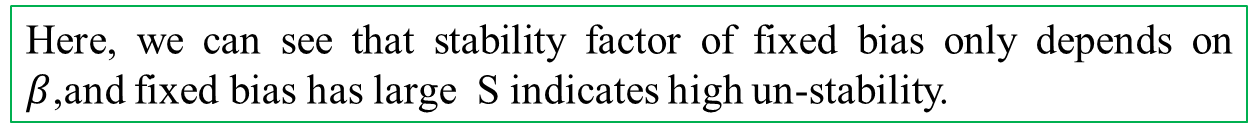 Here, we can see that stability factor of fixed bias only depends on
β,and fixed bias has large S indicates high un-stability.